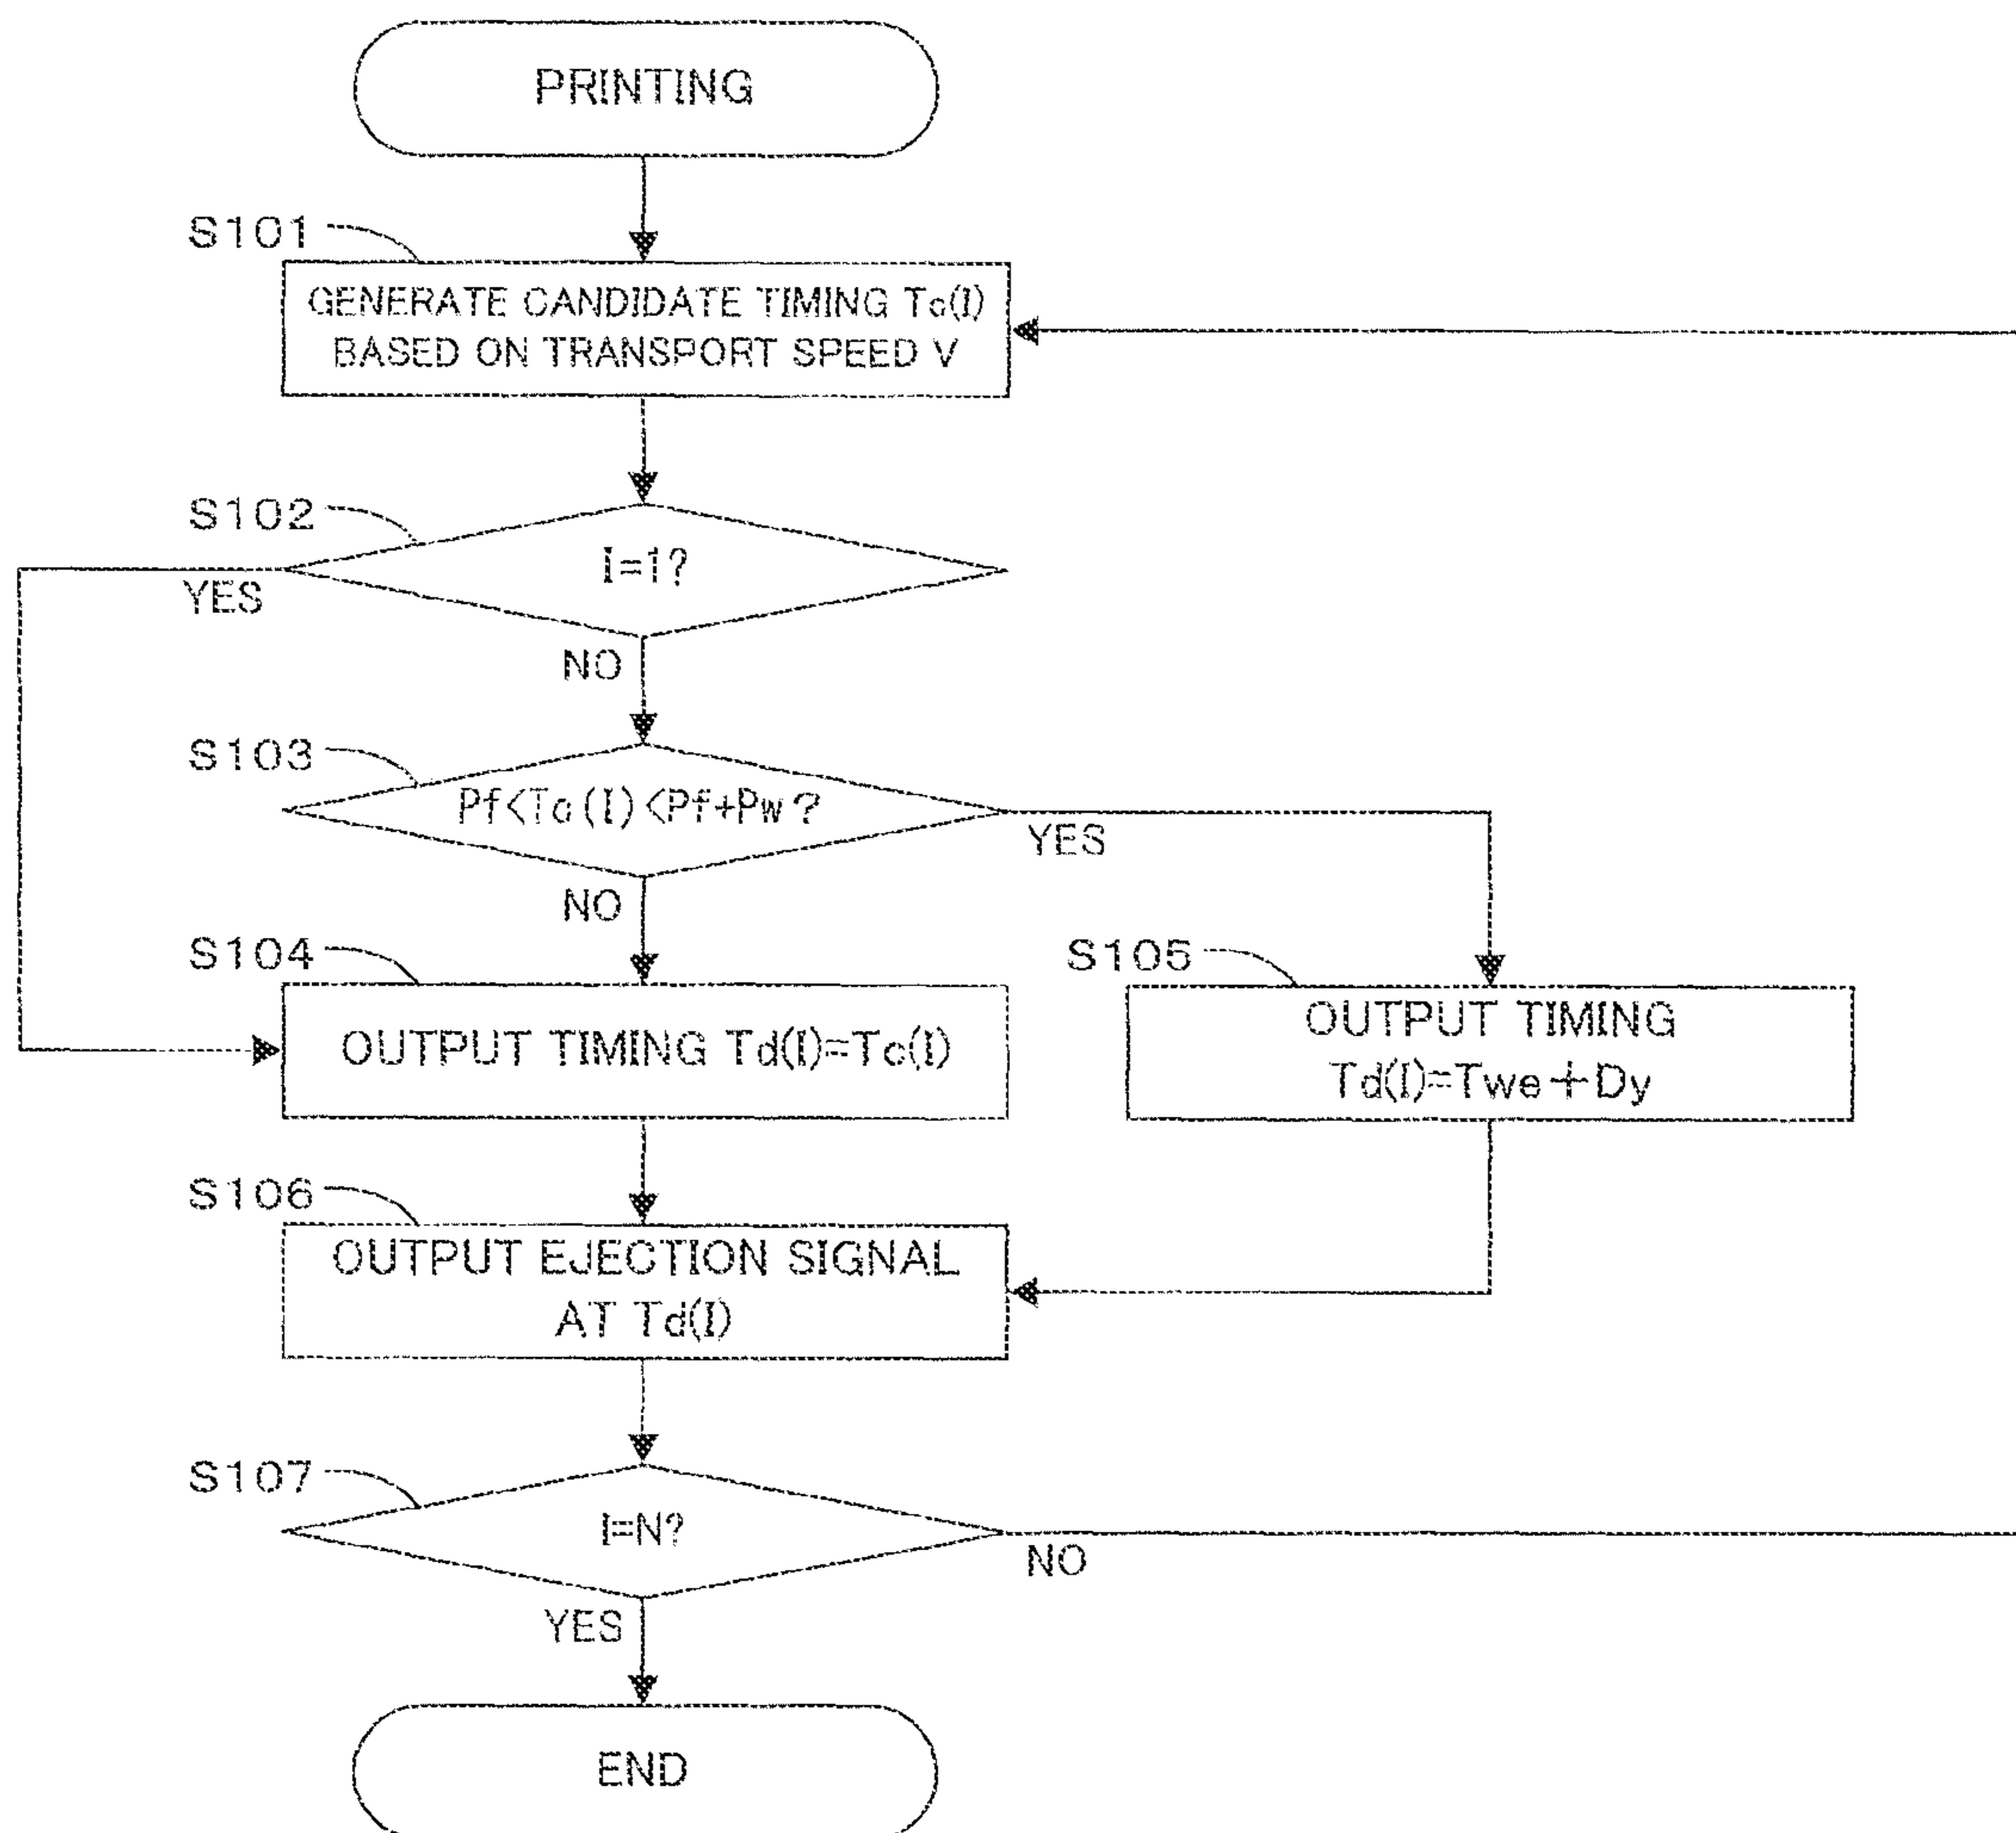 PRINTING
S101
GENERATE CANDIDATE TIMING Tc(I)
BASED ON TRANSPORT SPEED V
S102
I=1?
YES
NO
S103
Pf<Tc(I)<Pf+Pw?
YES
NO
S104
OUTPUT TIMING Td(I)=Tc(I)
S105
OUTPUT TIMING
Td(I)=Twe+Dy
S106
OUTPUT EJECTION SIGNAL
AT Td(I)
S107
I=N?
NO
YES
END